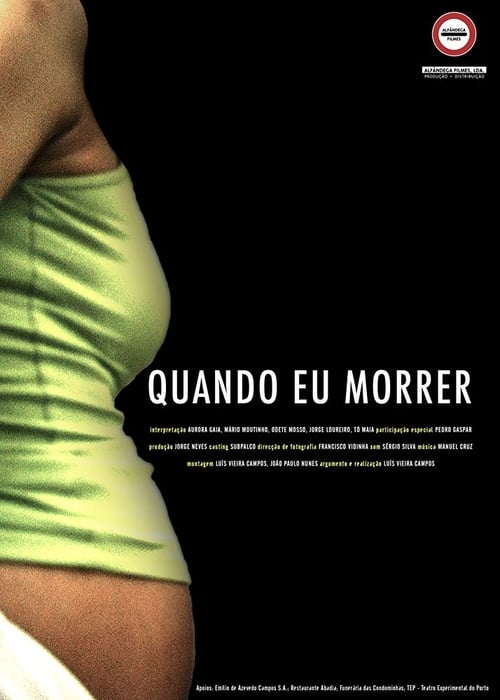 ALFÂNDEGA
FILMES
ALFÂNDEGA FILMES, LDA.
PRODUÇÃO • DISTRIBUIÇÃO
QUANDO EU MORRER
interpretação AURORA GAIA, MÁRIO MOUTINHO, ODETE MOSSO, JORGE LOUREIRO, TÓ MAIA participação especial PEDRO GASPAR
produção JORGE NEVES casting SUBPALCO direcção de fotografia FRANCISCO VIDINHA som SÉRGIO SILVA música MANUEL CRUZ
montagem LUÍS VIEIRA CAMPOS, JOÃO PAULO NUNES argumento e realização LUÍS VIEIRA CAMPOS
Apoios: Emílio de Azevedo Campos S.A.; Restaurante Abadia; Funerária das Condominhas; TEP - Teatro Experimental do Porto